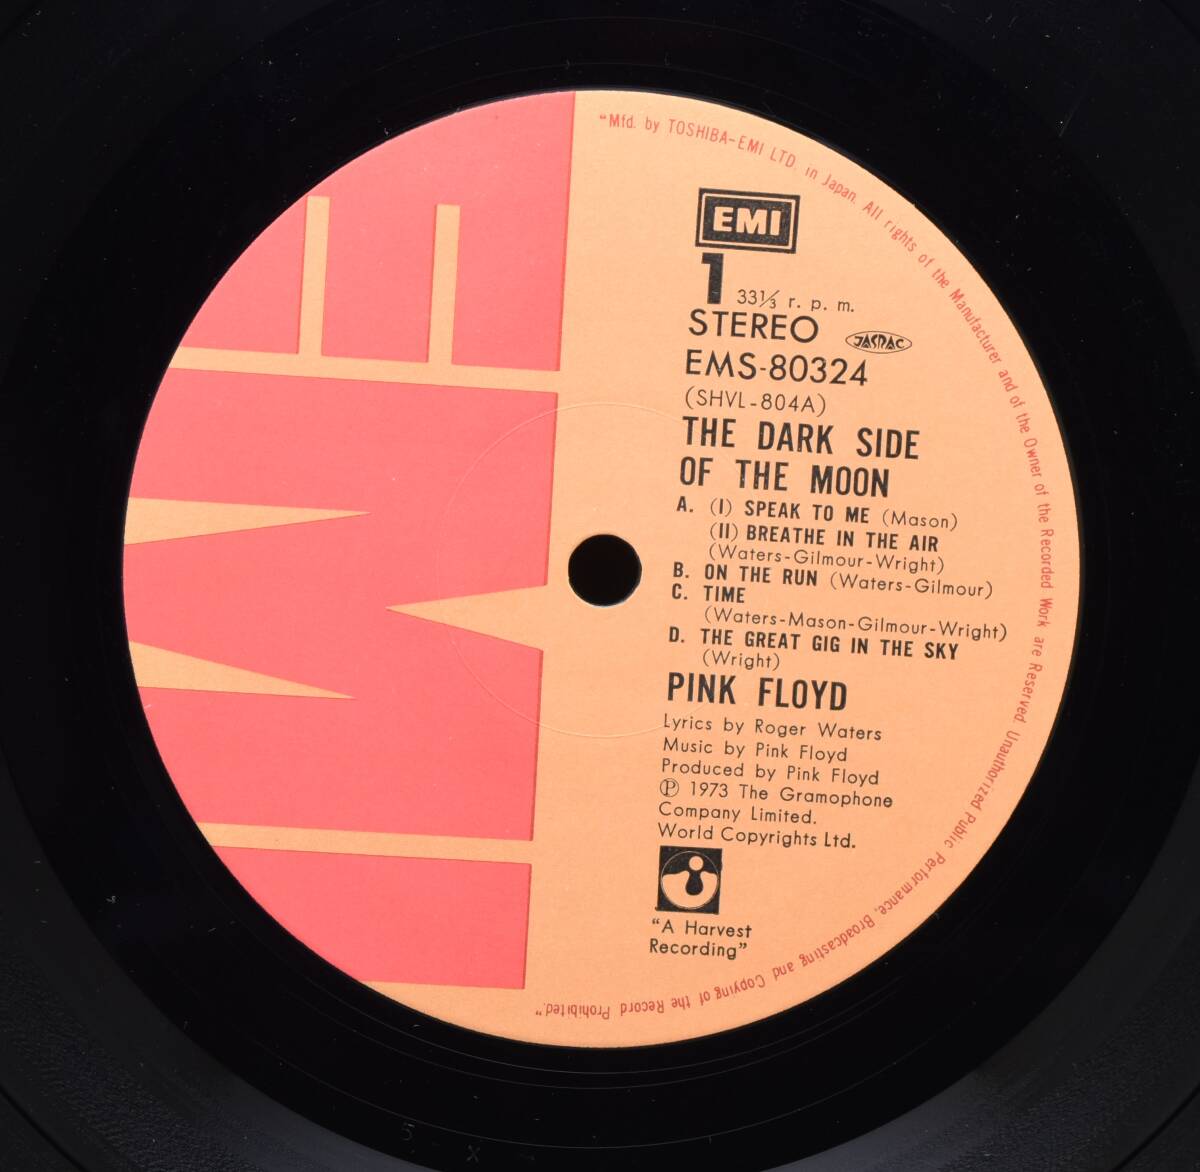 "Mfd. by TOSHIBA-EMI LTD. in Japan. All rights of the Manufacturer and of the Owner of the Recorded Work are Reserved. Unauthorized Public Performance, Broadcasting and Copying of the Record Prohibited."
EMI
EMI
1 33 1/3 r. p. m.
STEREO JASRAC
EMS-80324
(SHVL-804A)
THE DARK SIDE
OF THE MOON
A. (I) SPEAK TO ME (Mason)
(II) BREATHE IN THE AIR
(Waters-Gilmour-Wright)
B. ON THE RUN (Waters-Gilmour)
C. TIME
(Waters-Mason-Gilmour-Wright)
D. THE GREAT GIG IN THE SKY
(Wright)
PINK FLOYD
Lyrics by Roger Waters
Music by Pink Floyd
Produced by Pink Floyd
Ⓟ 1973 The Gramophone
Company Limited.
World Copyrights Ltd.
"A Harvest
Recording"